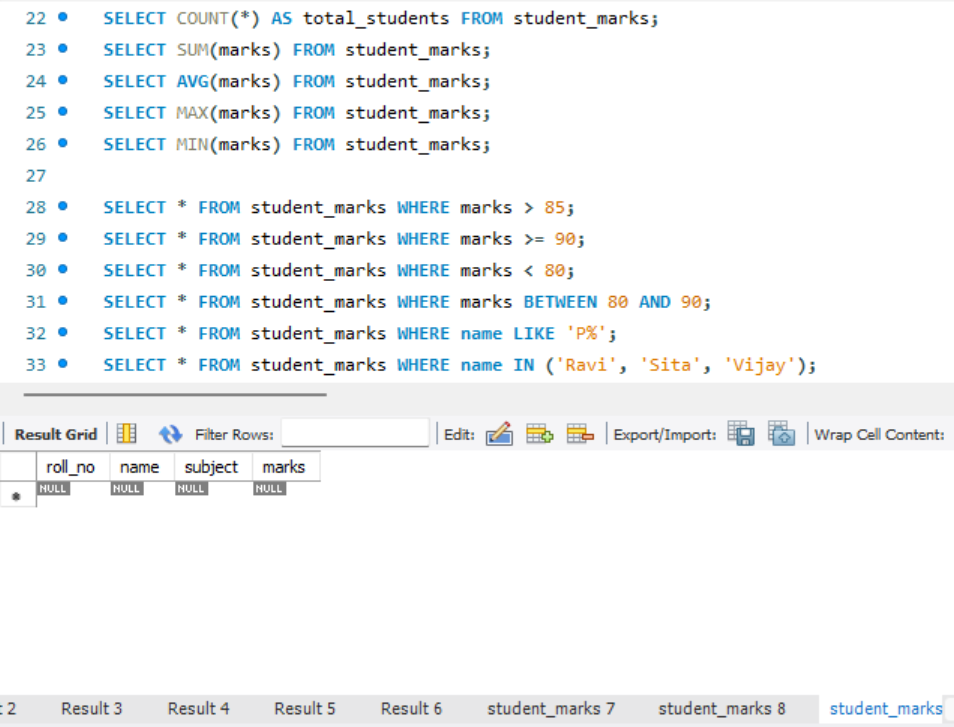 22 SELECT COUNT(*) AS total_students FROM student_marks;
23 SELECT SUM(marks) FROM student_marks;
24 SELECT AVG(marks) FROM student_marks;
25 SELECT MAX(marks) FROM student_marks;
26 SELECT MIN(marks) FROM student_marks;
27
28 SELECT * FROM student_marks WHERE marks > 85;
29 SELECT * FROM student_marks WHERE marks >= 90;
30 SELECT * FROM student_marks WHERE marks < 80;
31 SELECT * FROM student_marks WHERE marks BETWEEN 80 AND 90;
32 SELECT * FROM student_marks WHERE name LIKE 'P%';
33 SELECT * FROM student_marks WHERE name IN ('Ravi', 'Sita', 'Vijay');
Result Grid Filter Rows: Edit: Export/Import: Wrap Cell Content:
roll_no name subject marks
* NULL NULL NULL NULL
2 Result 3 Result 4 Result 5 Result 6 student_marks 7 student_marks 8 student_marks